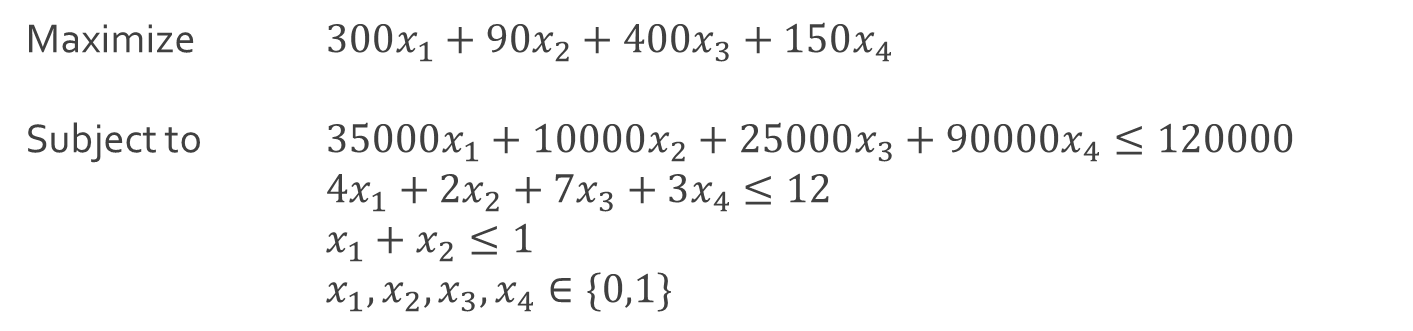 Maximize 300x₁ + 90x₂ + 400x₃ + 150x₄
Subject to 35000x₁ + 10000x₂ + 25000x₃ + 90000x₄ ≤ 120000
4x₁ + 2x₂ + 7x₃ + 3x₄ ≤ 12
x₁ + x₂ ≤ 1
x₁, x₂, x₃, x₄ ∈ {0,1}